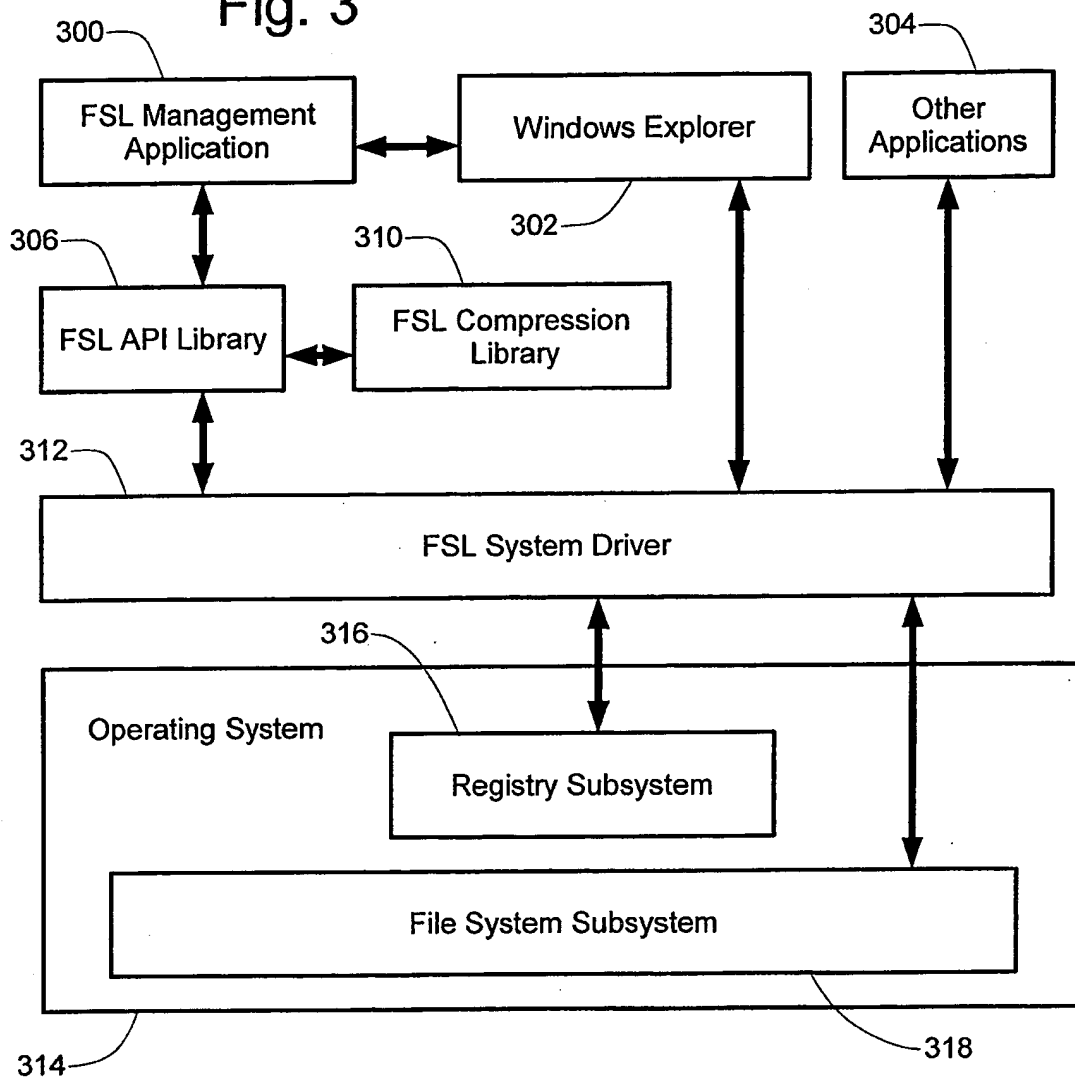 Fig. 3
300
304
FSL Management
Application
Windows Explorer
Other
Applications
306
310
302
FSL API Library
FSL Compression
Library
312
FSL System Driver
316
Operating System
Registry Subsystem
File System Subsystem
314
318